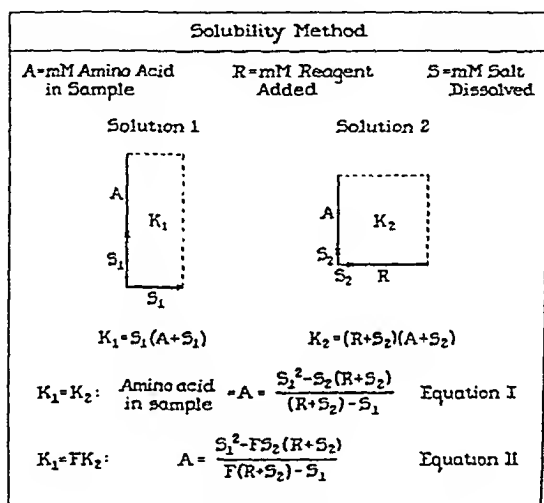 Solubility Method
A=mM Amino Acid in Sample
R=mM Reagent Added
S=mM Salt Dissolved
Solution 1
Solution 2
A
K₁
S₁
S₁
A
K₂
S₂
S₂
R
K₁=S₁(A+S₁)
K₂=(R+S₂)(A+S₂)
K₁=K₂: Amino acid in sample =A= S₁²-S₂(R+S₂) / (R+S₂)-S₁ Equation I
K₁=FK₂: A= S₁²-FS₂(R+S₂) / F(R+S₂)-S₁ Equation II